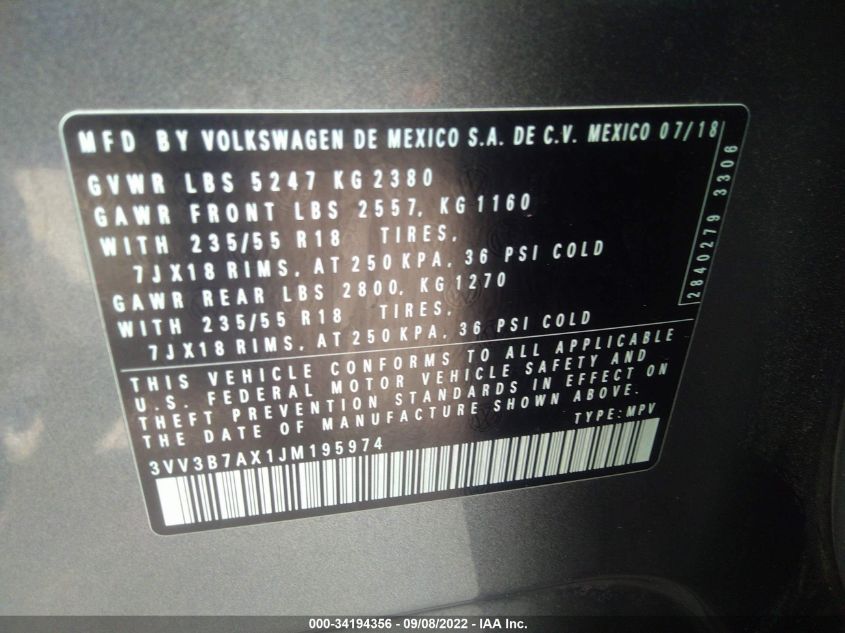 MFD BY VOLKSWAGEN DE MEXICO S.A. DE C.V. MEXICO 07/18
GVWR LBS 5247 KG 2380
GAWR FRONT LBS 2557, KG 1160
WITH 235/55 R18 TIRES,
7JX18 RIMS, AT 250 KPA, 36 PSI COLD
GAWR REAR LBS 2800, KG 1270
WITH 235/55 R18 TIRES,
7JX18 RIMS, AT 250 KPA, 36 PSI COLD
2840279 3306
THIS VEHICLE CONFORMS TO ALL APPLICABLE
U.S. FEDERAL MOTOR VEHICLE SAFETY AND
THEFT PREVENTION STANDARDS IN EFFECT ON
THE DATE OF MANUFACTURE SHOWN ABOVE.
TYPE: MPV
3VV3B7AX1JM195974
000-34194356 - 09/08/2022 - IAA Inc.